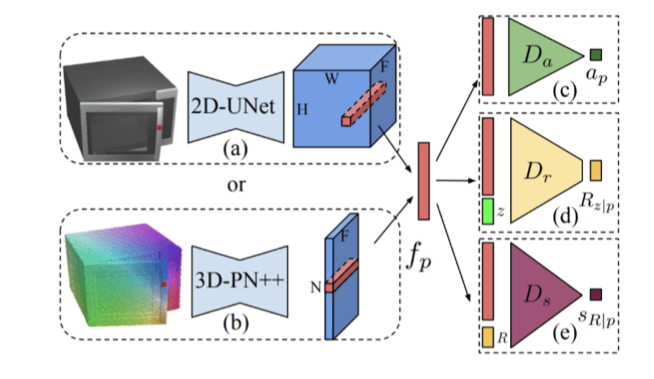 W
F
H
2D-UNet
(a)
or
F
N
3D-PN++
(b)
f_p
D_a
a_p
(c)
D_r
z
R_{z|p}
(d)
D_s
R
s_{R|p}
(e)